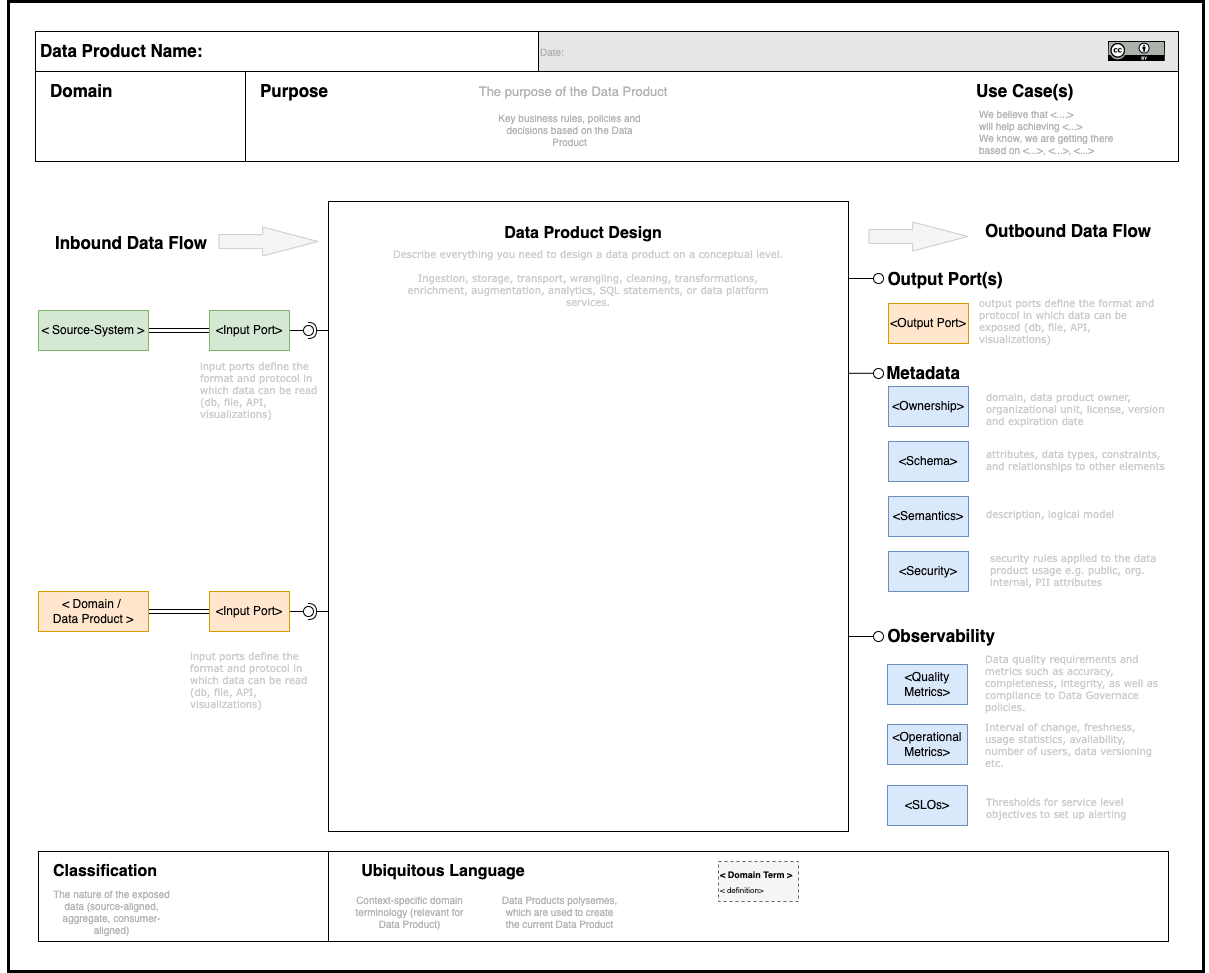 Data Product Name:
Date:
cc
BY
Domain
Purpose
The purpose of the Data Product
Key business rules, policies and
decisions based on the Data
Product
Use Case(s)
We believe that <....>
will help achieving <...>
We know, we are getting there
based on <...>, <...>, <...>
Inbound Data Flow
Data Product Design
Describe everything you need to design a data product on a conceptual level.
Ingestion, storage, transport, wrangling, cleaning, transformations,
enrichment, augmentation, analytics, SQL statements, or data platform
services.
Outbound Data Flow
< Source-System >
<Input Port>
input ports define the
format and protocol in
which data can be read
(db, file, API,
visualizations)
< Domain /
Data Product >
<Input Port>
input ports define the
format and protocol in
which data can be read
(db, file, API,
visualizations)
Output Port(s)
<Output Port>
output ports define the format and
protocol in which data can be
exposed (db, file, API,
visualizations)
Metadata
<Ownership>
domain, data product owner,
organizational unit, license, version
and expiration date
<Schema>
attributes, data types, constraints,
and relationships to other elements
<Semantics>
description, logical model
<Security>
security rules applied to the data
product usage e.g. public, org.
internal, PII attributes
Observability
<Quality
Metrics>
Data quality requirements and
metrics such as accuracy,
completeness, integrity, as well as
compliance to Data Governace
policies.
<Operational
Metrics>
Interval of change, freshness,
usage statistics, availability,
number of users, data versioning
etc.
<SLOs>
Thresholds for service level
objectives to set up alerting
Classification
The nature of the exposed
data (source-aligned,
aggregate, consumer-
aligned)
Ubiquitous Language
Context-specific domain
terminology (relevant for
Data Product)
Data Products polysemes,
which are used to create
the current Data Product
< Domain Term >
< definition>